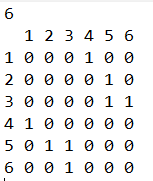 6
1 2 3 4 5 6
1 0 0 0 1 0 0
2 0 0 0 0 1 0
3 0 0 0 0 1 1
4 1 0 0 0 0 0
5 0 1 1 0 0 0
6 0 0 1 0 0 0